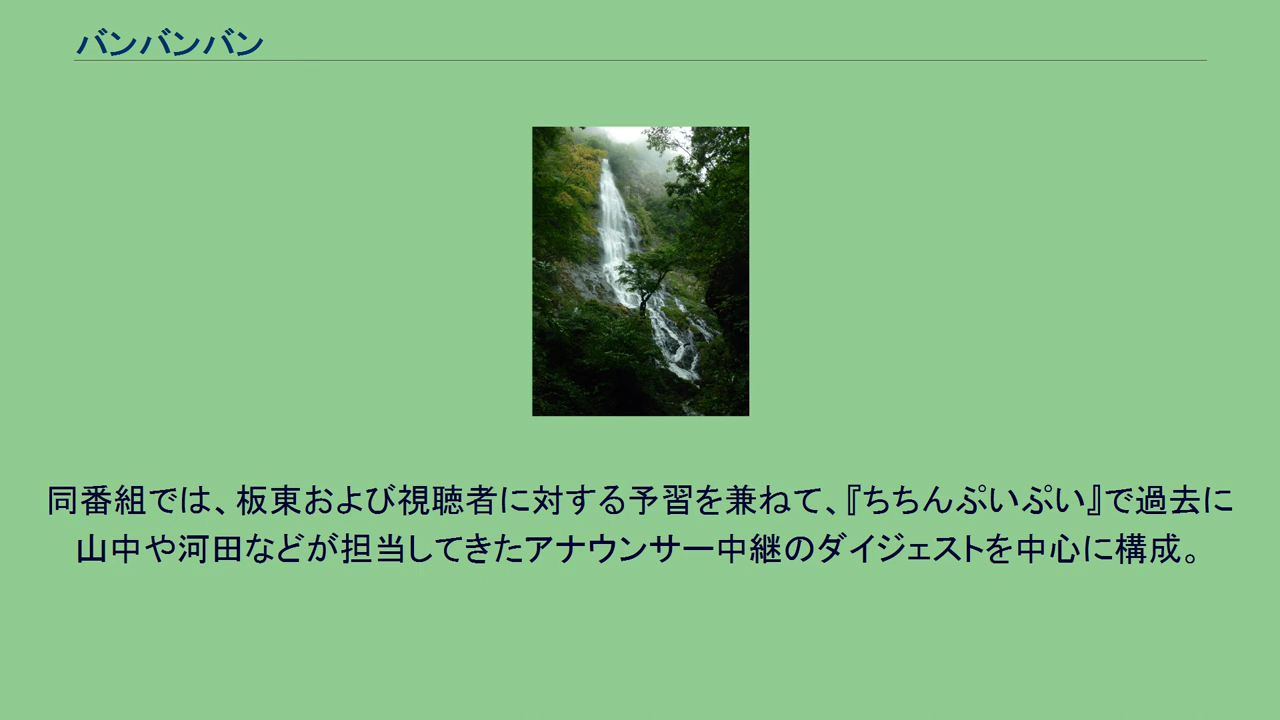 バンバンバン
同番組では、板東および視聴者に対する予習を兼ねて、『ちちんぷいぷい』で過去に
山中や河田などが担当してきたアナウンサー中継のダイジェストを中心に構成。